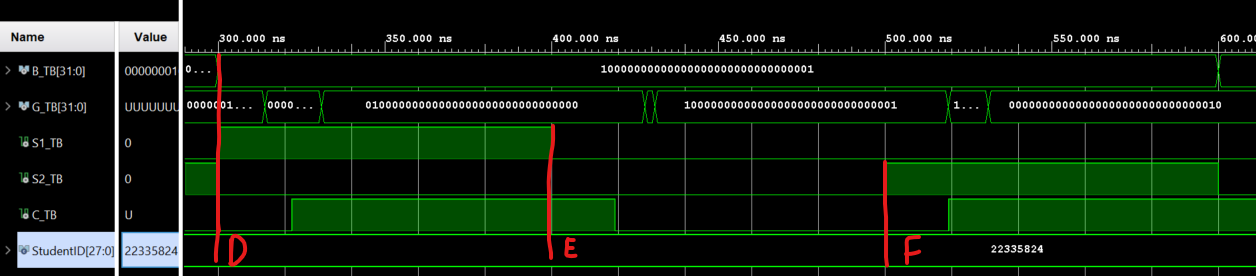 Name Value
300.000 ns 350.000 ns 400.000 ns 450.000 ns 500.000 ns 550.000 ns 600.0
B_TB[31:0] 00000001 0... 10000000000000000000000000000001
G_TB[31:0] UUUUUUU 0000001... 0000... 01000000000000000000000000000000 10000000000000000000000000000001 1... 00000000000000000000000000000010
S1_TB 0
S2_TB 0
C_TB U
StudentID[27:0] 22335824 22335824
D E F